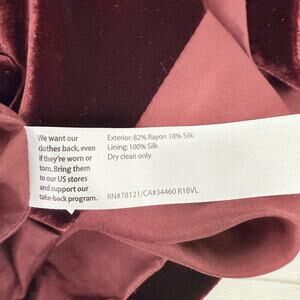 We want our
clothes back, even
if they're worn or
torn. Bring them
to our US stores
and support our
take-back program.
Exterior: 82% Rayon 18% Silk
Lining: 100% Silk
Dry clean only.
RN#78121/CA#34460 R18VL